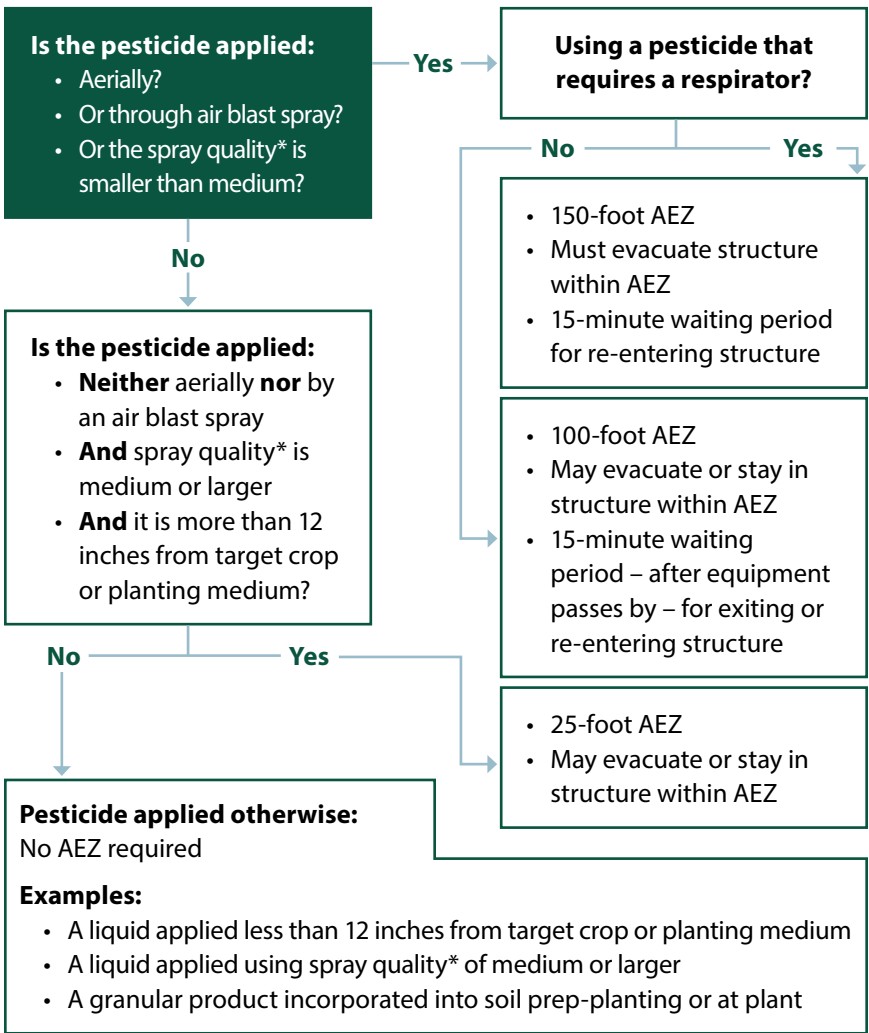 Is the pesticide applied:
• Aerially?
• Or through air blast spray?
• Or the spray quality* is
smaller than medium?
Yes
Using a pesticide that
requires a respirator?
No
Yes
• 150-foot AEZ
• Must evacuate structure
within AEZ
• 15-minute waiting period
for re-entering structure
• 100-foot AEZ
• May evacuate or stay in
structure within AEZ
• 15-minute waiting
period – after equipment
passes by – for exiting or
re-entering structure
No
Is the pesticide applied:
• Neither aerially nor by
an air blast spray
• And spray quality* is
medium or larger
• And it is more than 12
inches from target crop
or planting medium?
No
Yes
• 25-foot AEZ
• May evacuate or stay in
structure within AEZ
Pesticide applied otherwise:
No AEZ required
Examples:
• A liquid applied less than 12 inches from target crop or planting medium
• A liquid applied using spray quality* of medium or larger
• A granular product incorporated into soil prep-planting or at plant